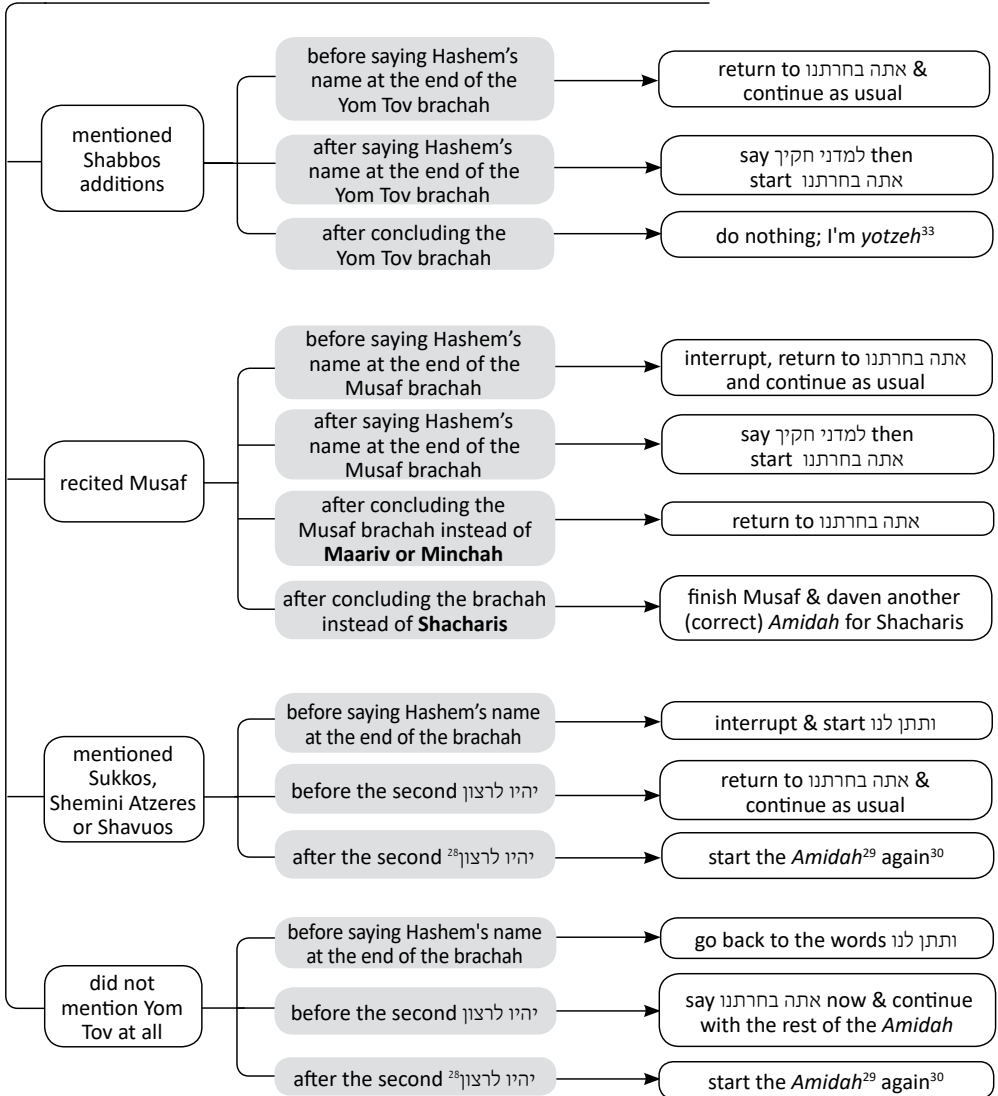 mentioned
Shabbos
additions
before saying Hashem's
name at the end of the
Yom Tov brachah
return to אתה בחרתנו &
continue as usual
after saying Hashem's
name at the end of the
Yom Tov brachah
say למדני חקיך then
start אתה בחרתנו
after concluding the
Yom Tov brachah
do nothing; I'm yotzeh³³
recited Musaf
before saying Hashem's
name at the end of the
Musaf brachah
interrupt, return to אתה בחרתנו
and continue as usual
after saying Hashem's
name at the end of the
Musaf brachah
say למדני חקיך then
start אתה בחרתנו
after concluding the
Musaf brachah instead of
Maariv or Minchah
return to אתה בחרתנו
after concluding the brachah
instead of Shacharis
finish Musaf & daven another
(correct) Amidah for Shacharis
mentioned
Sukkos,
Shemini Atzeres
or Shavuos
before saying Hashem's name
at the end of the brachah
interrupt & start ותתן לנו
before the second יהיו לרצון
return to אתה בחרתנו &
continue as usual
after the second יהיו לרצון²⁸
start the Amidah²⁹ again³⁰
did not
mention Yom
Tov at all
before saying Hashem's name
at the end of the brachah
go back to the words ותתן לנו
before the second יהיו לרצון
say אתה בחרתנו now & continue
with the rest of the Amidah
after the second יהיו לרצון²⁸
start the Amidah²⁹ again³⁰